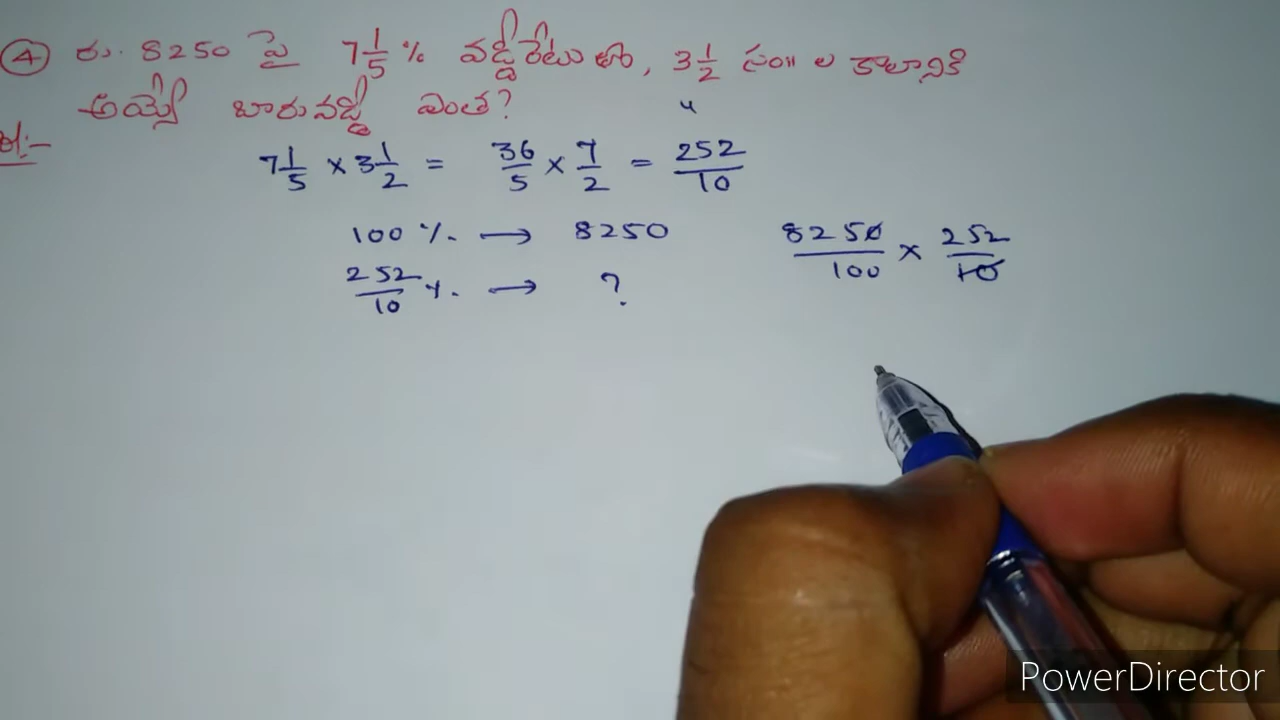 ④ రు. 8250 పై 7 1/5 % వడ్డీ రేటుతో, 3 1/2 సం॥ ల కాలానికి
అయ్యే బారువడ్డీ ఎంత?
7 1/5 × 3 1/2 = 36/5 × 7/2 = 252/10
100 % → 8250
252/10 % → ?
8250/100 × 252/10
PowerDirector